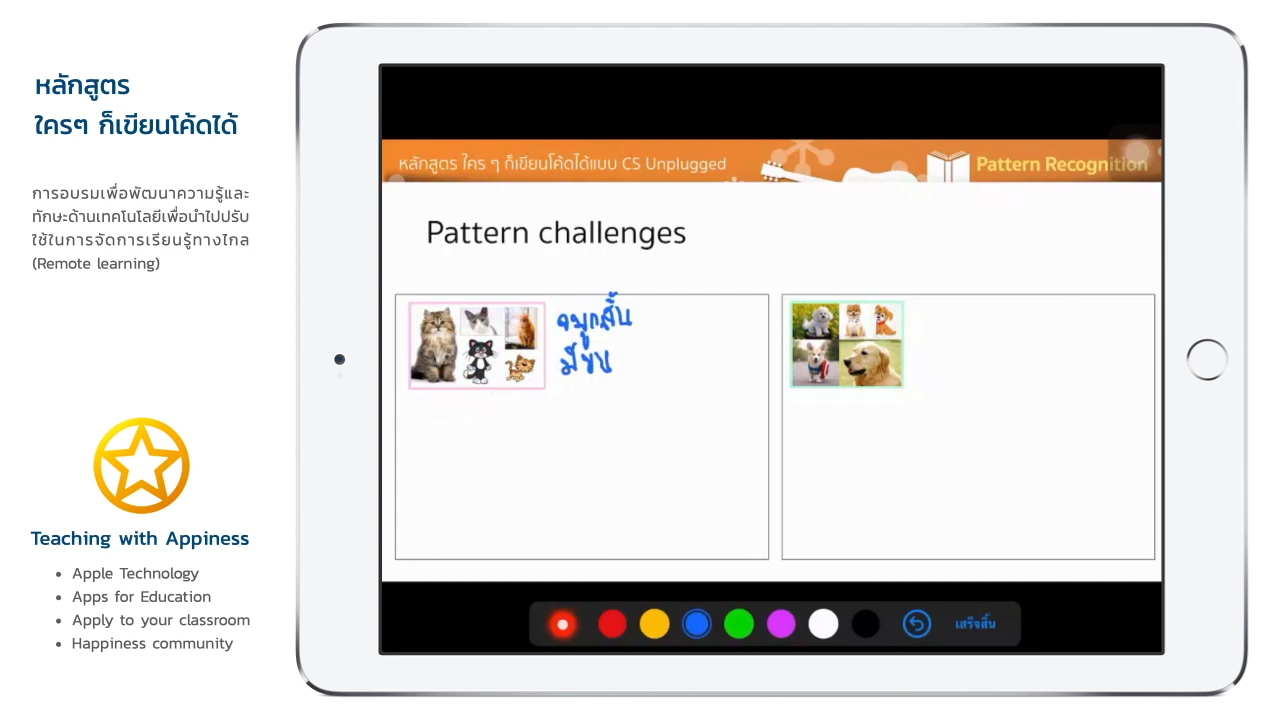 หลักสูตร
ใครๆ ก็เขียนโค้ดได้
การอบรมเพื่อพัฒนาความรู้และ
ทักษะด้านเทคโนโลยีเพื่อนำไปปรับ
ใช้ในการจัดการเรียนรู้ทางไกล
(Remote learning)
Teaching with Appiness
• Apple Technology
• Apps for Education
• Apply to your classroom
• Happiness community
หลักสูตร ใคร ๆ ก็เขียนโค้ดได้แบบ CS Unplugged
Pattern Recognition
Pattern challenges
จมูกสั้น
มีขน
เสร็จสิ้น